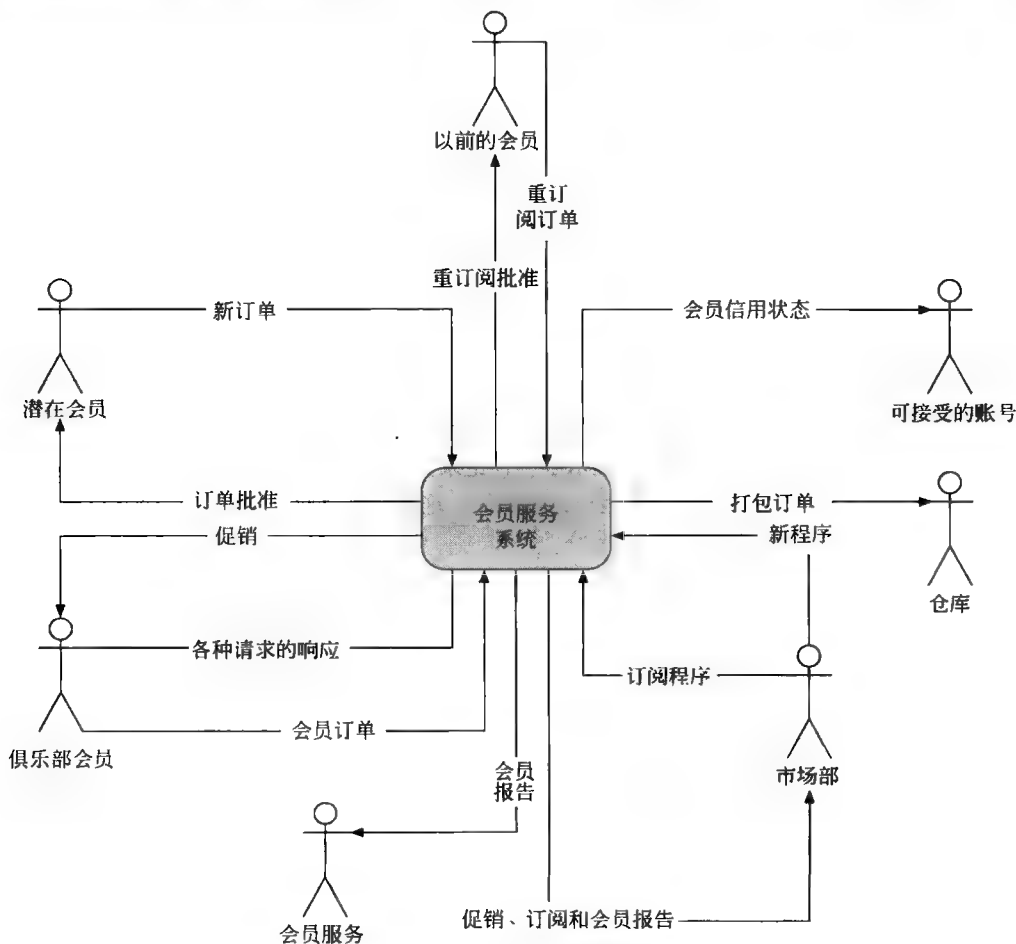 以前的会员
重订
阅订单
重订阅批准
新订单
会员信用状态
潜在会员
可接受的账号
订单批准
打包订单
会员服务
系统
促销
新程序
仓库
各种请求的响应
订阅程序
会员订单
俱乐部会员
会员
报告
市场部
促销、订阅和会员报告
会员服务